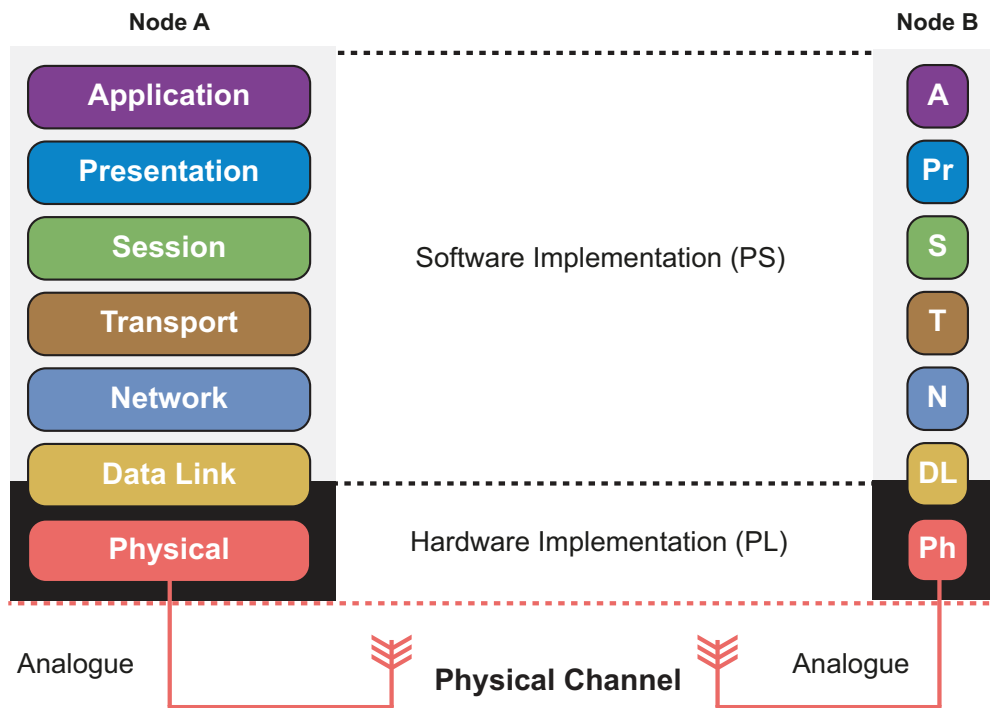 Node A
Node B
Application
A
Presentation
Pr
Session
Software Implementation (PS)
S
Transport
T
Network
N
Data Link
DL
Physical
Hardware Implementation (PL)
Ph
Analogue
Physical Channel
Analogue